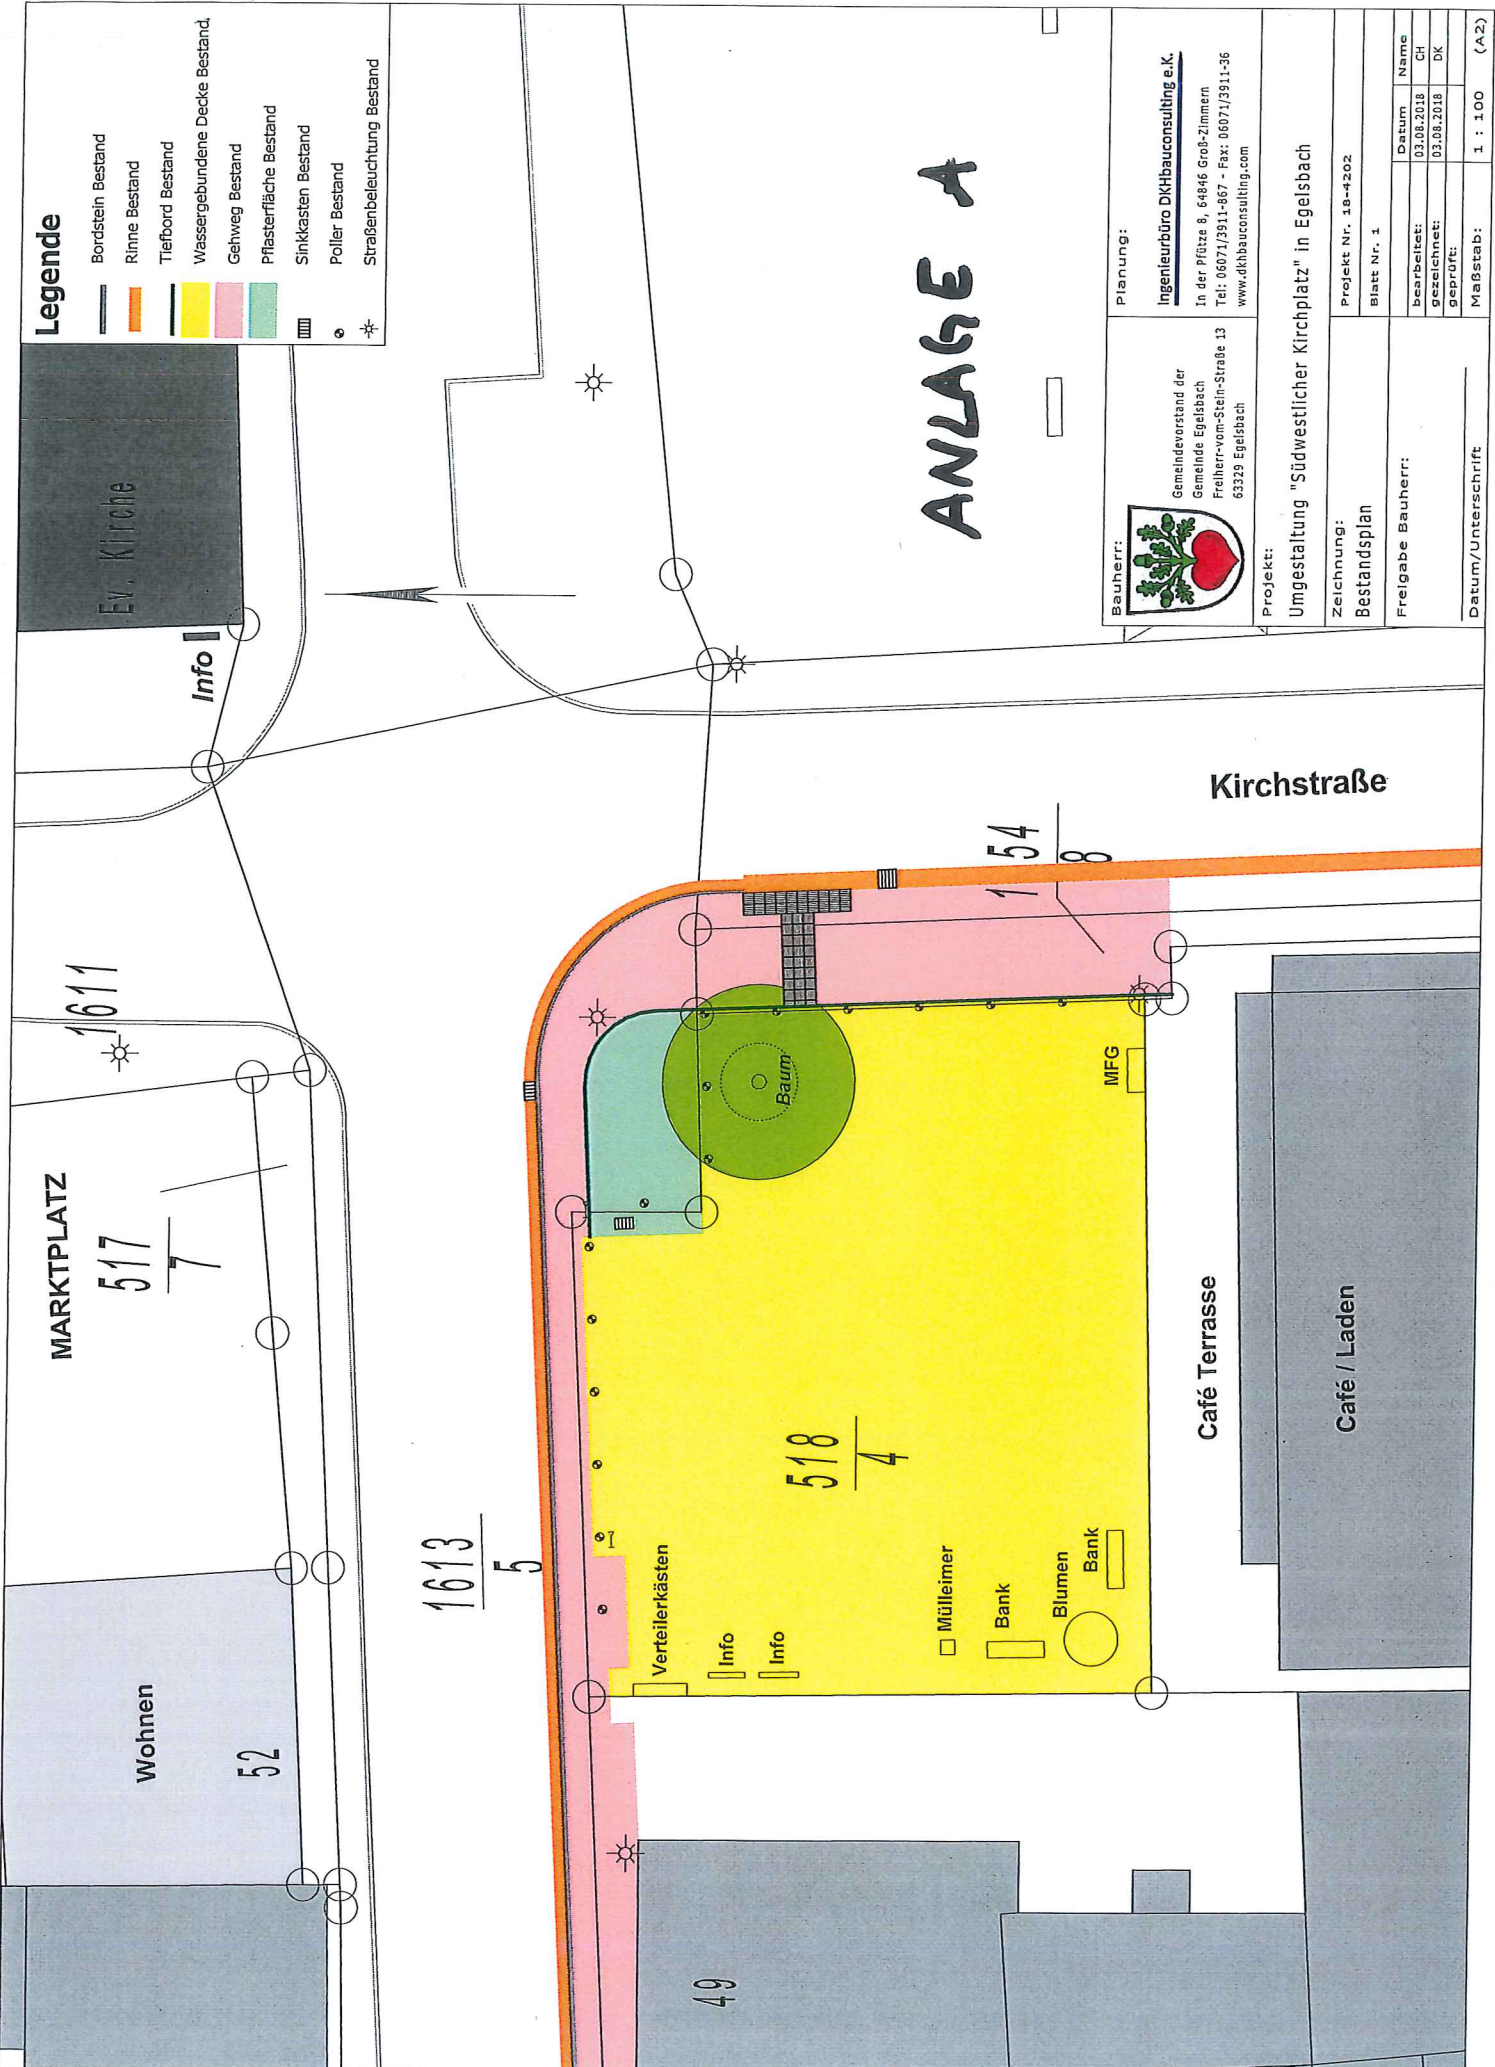 Legende
Bordstein Bestand
Rinne Bestand
Tiefbord Bestand
Wassergebundene Decke Bestand,
Gehweg Bestand
Pflasterfläche Bestand
Sinkkasten Bestand
Poller Bestand
Straßenbeleuchtung Bestand
Ev. Kirche
Info
1611
MARKTPLATZ
517
7
Wohnen
52
1613
5
Verteilerkästen
Info
Info
Mülleimer
Bank
Blumen
Bank
518
4
Baum
MFG
49
Café Terrasse
Café / Laden
154
8
Kirchstraße
ANLAGE A
Bauherr:
Gemeindevorstand der
Gemeinde Egelsbach
Freiherr-vom-Stein-Straße 13
63329 Egelsbach
Planung:
Ingenieurbüro DKHbauconsulting e.K.
In der Pfütze 8, 64846 Groß-Zimmern
Tel: 06071/3911-867 - Fax: 06071/3911-36
www.dkhbauconsulting.com
Projekt:
Umgestaltung "Südwestlicher Kirchplatz" in Egelsbach
Zeichnung:
Bestandsplan
Projekt Nr. 18-4202
Blatt Nr. 1
Freigabe Bauherr:
Datum/Unterschrift
Datum Name
bearbeitet: 03.08.2018 CH
gezeichnet: 03.08.2018 DK
geprüft:
Maßstab: 1 : 100 (A2)